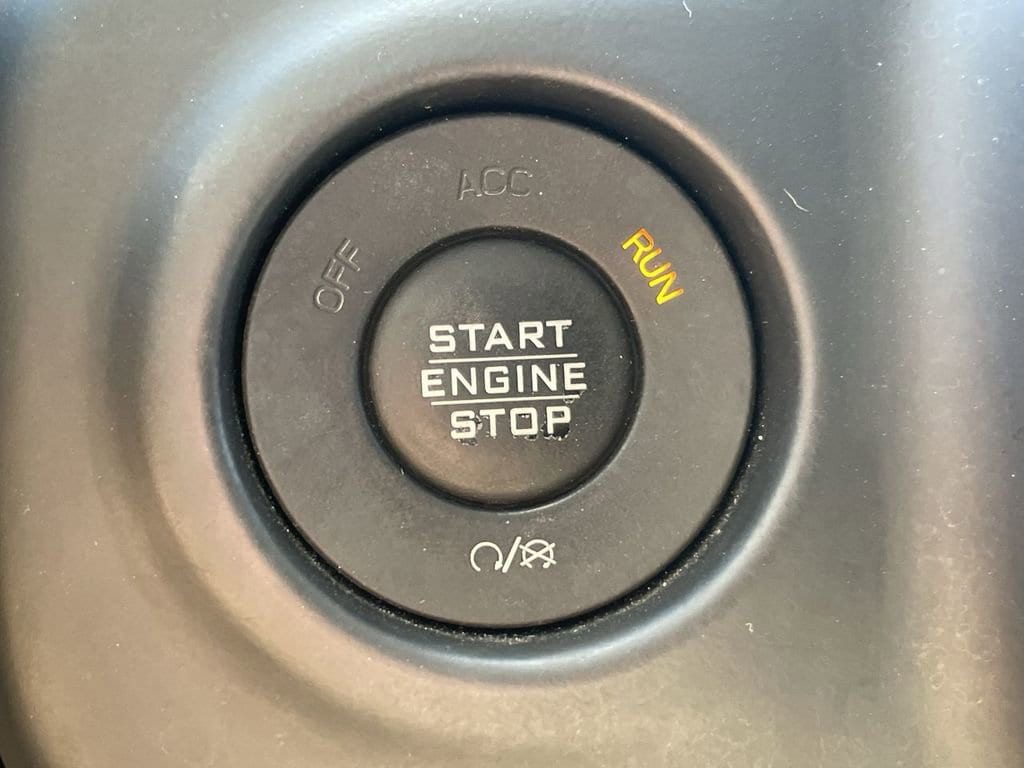 ACC
OFF
RUN
START
ENGINE
STOP